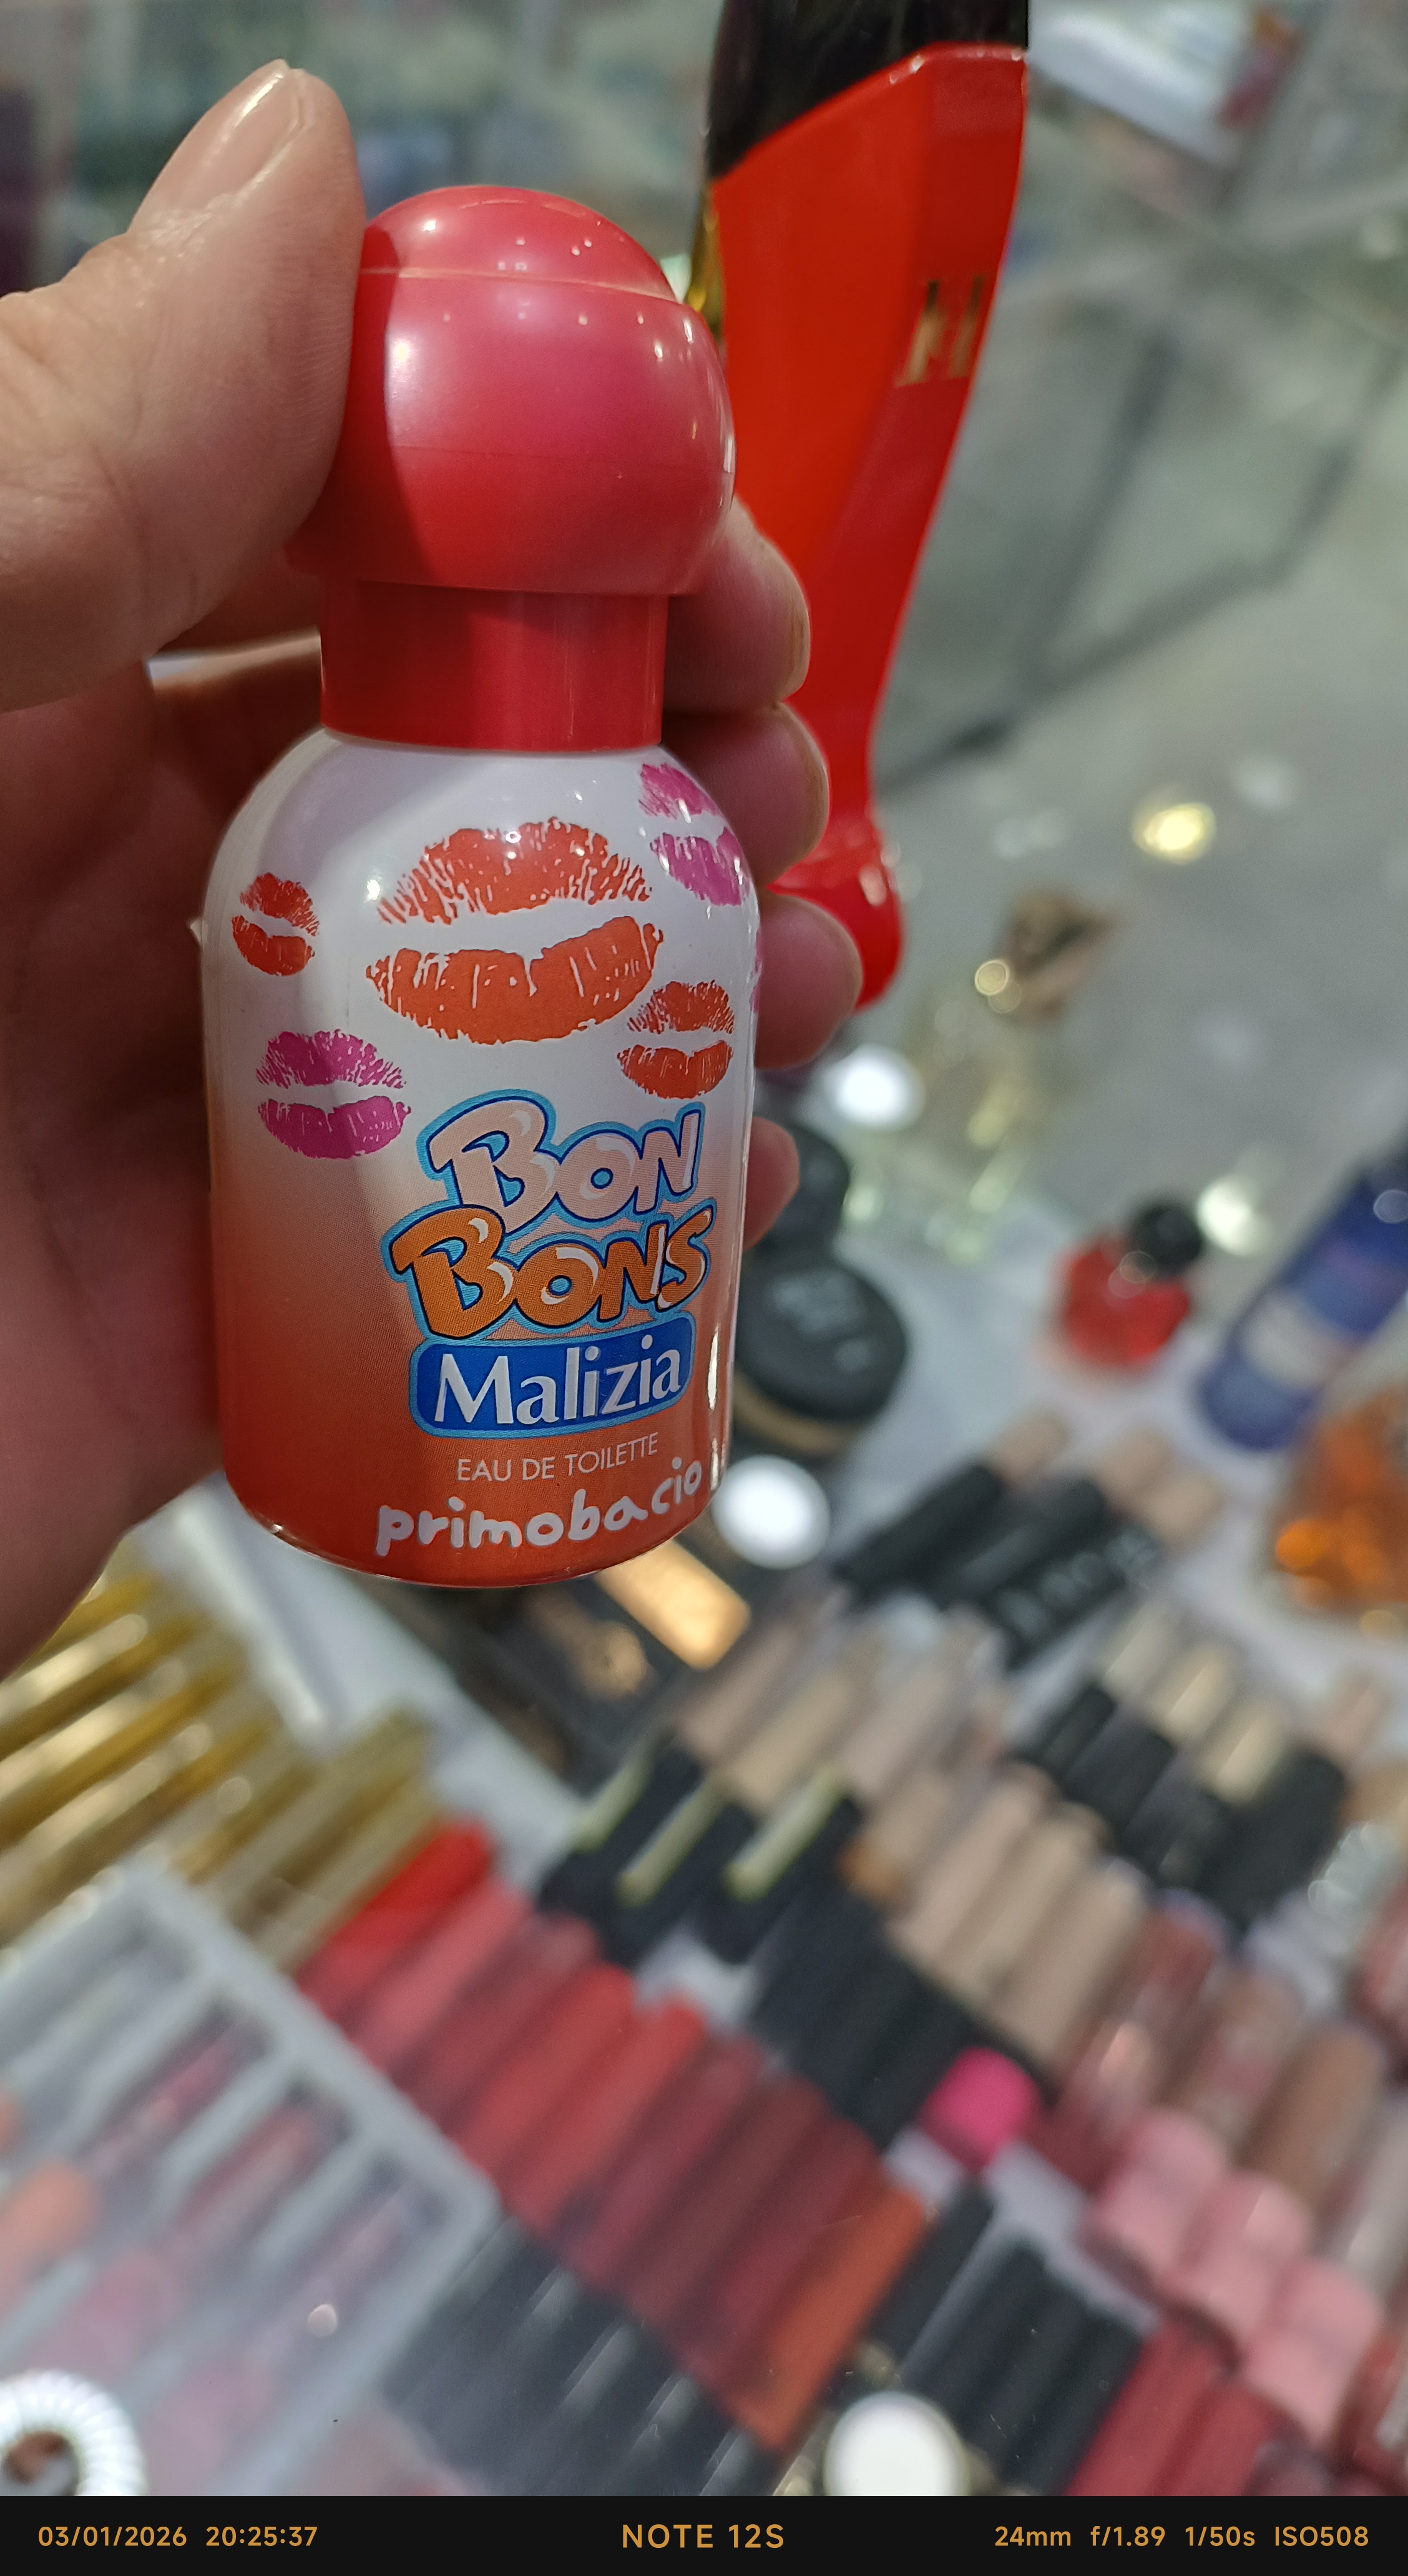 BON
BONS
Malizia
EAU DE TOILETTE
primobacio
03/01/2026 20:25:37 NOTE 12S 24mm f/1.89 1/50s ISO508